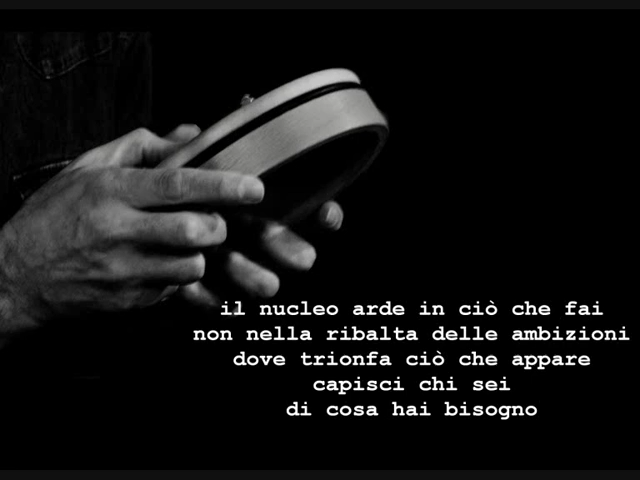 il nucleo arde in ciò che fai
non nella ribalta delle ambizioni
dove trionfa ciò che appare
capisci chi sei
di cosa hai bisogno